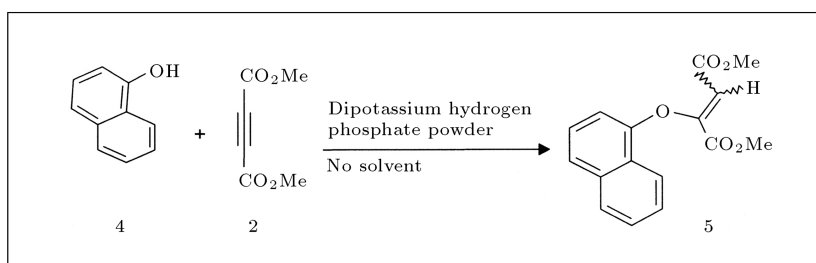 OH
CO2Me
+
CO2Me
4
2
Dipotassium hydrogen
phosphate powder
No solvent
CO2Me
H
O
CO2Me
5